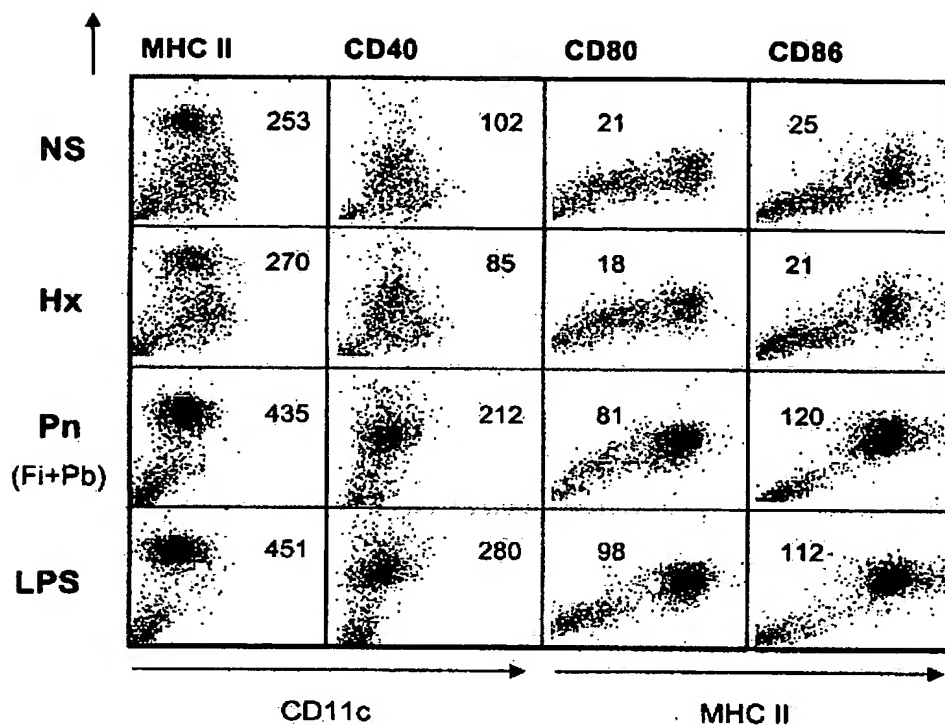 MHC II CD40 CD80 CD86
NS 253 102 21 25
Hx 270 85 18 21
Pn 435 212 81 120
(Fi+Pb)
LPS 451 280 98 112
CD11c MHC II